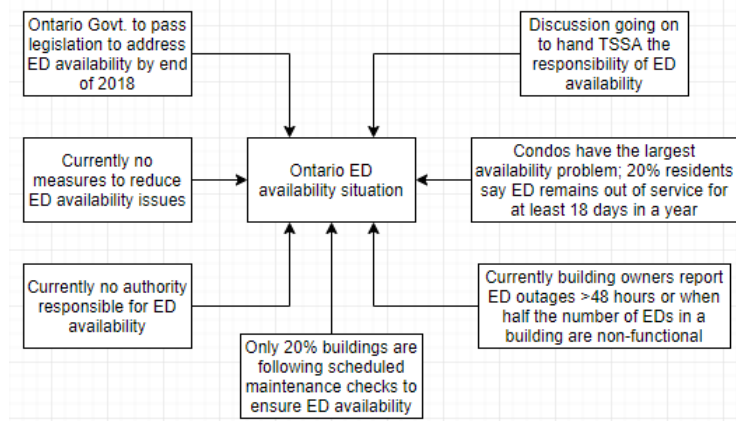 Ontario Govt. to pass
legislation to address
ED availability by end
of 2018
Discussion going on
to hand TSSA the
responsibility of ED
availability
Currently no
measures to reduce
ED availability issues
Ontario ED
availability situation
Condos have the largest
availability problem; 20% residents
say ED remains out of service for
at least 18 days in a year
Currently no authority
responsible for ED
availability
Only 20% buildings are
following scheduled
maintenance checks to
ensure ED availability
Currently building owners report
ED outages >48 hours or when
half the number of EDs in a
building are non-functional